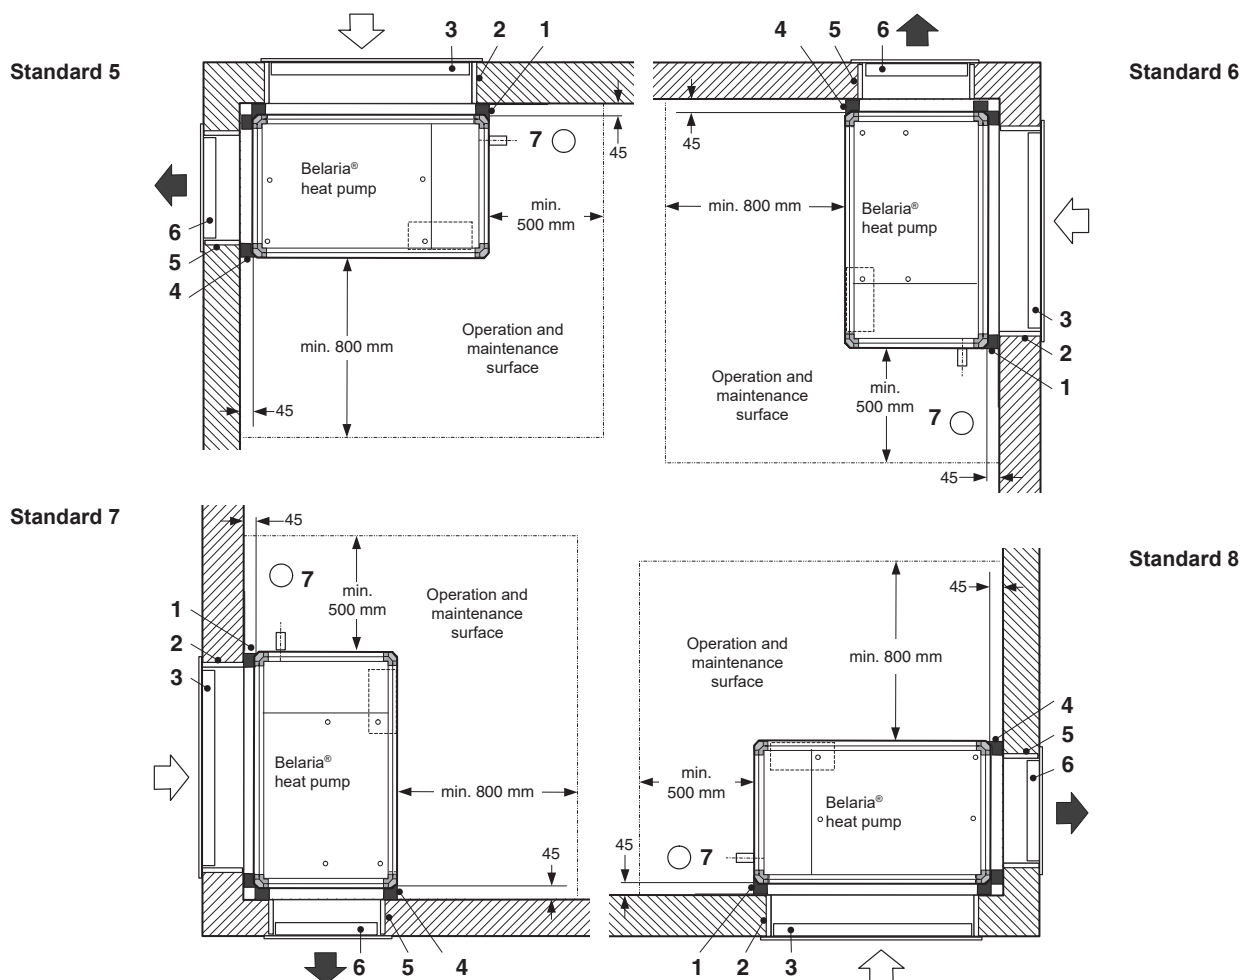 Standard 5
3
2
1
45
7
Belaria®
heat pump
min.
500 mm
6
5
4
min. 800 mm
Operation and
maintenance
surface
45
Standard 6
4
5
6
45
min. 800 mm
Belaria®
heat pump
3
2
1
Operation and
maintenance
surface
min.
500 mm
7
45
Standard 7
45
7
min.
500 mm
Operation and
maintenance
surface
1
2
3
Belaria®
heat pump
min. 800 mm
45
6
5
4
Standard 8
45
Operation and
maintenance
surface
min. 800 mm
4
5
6
min.
500 mm
Belaria®
heat pump
45
7
1
2
3